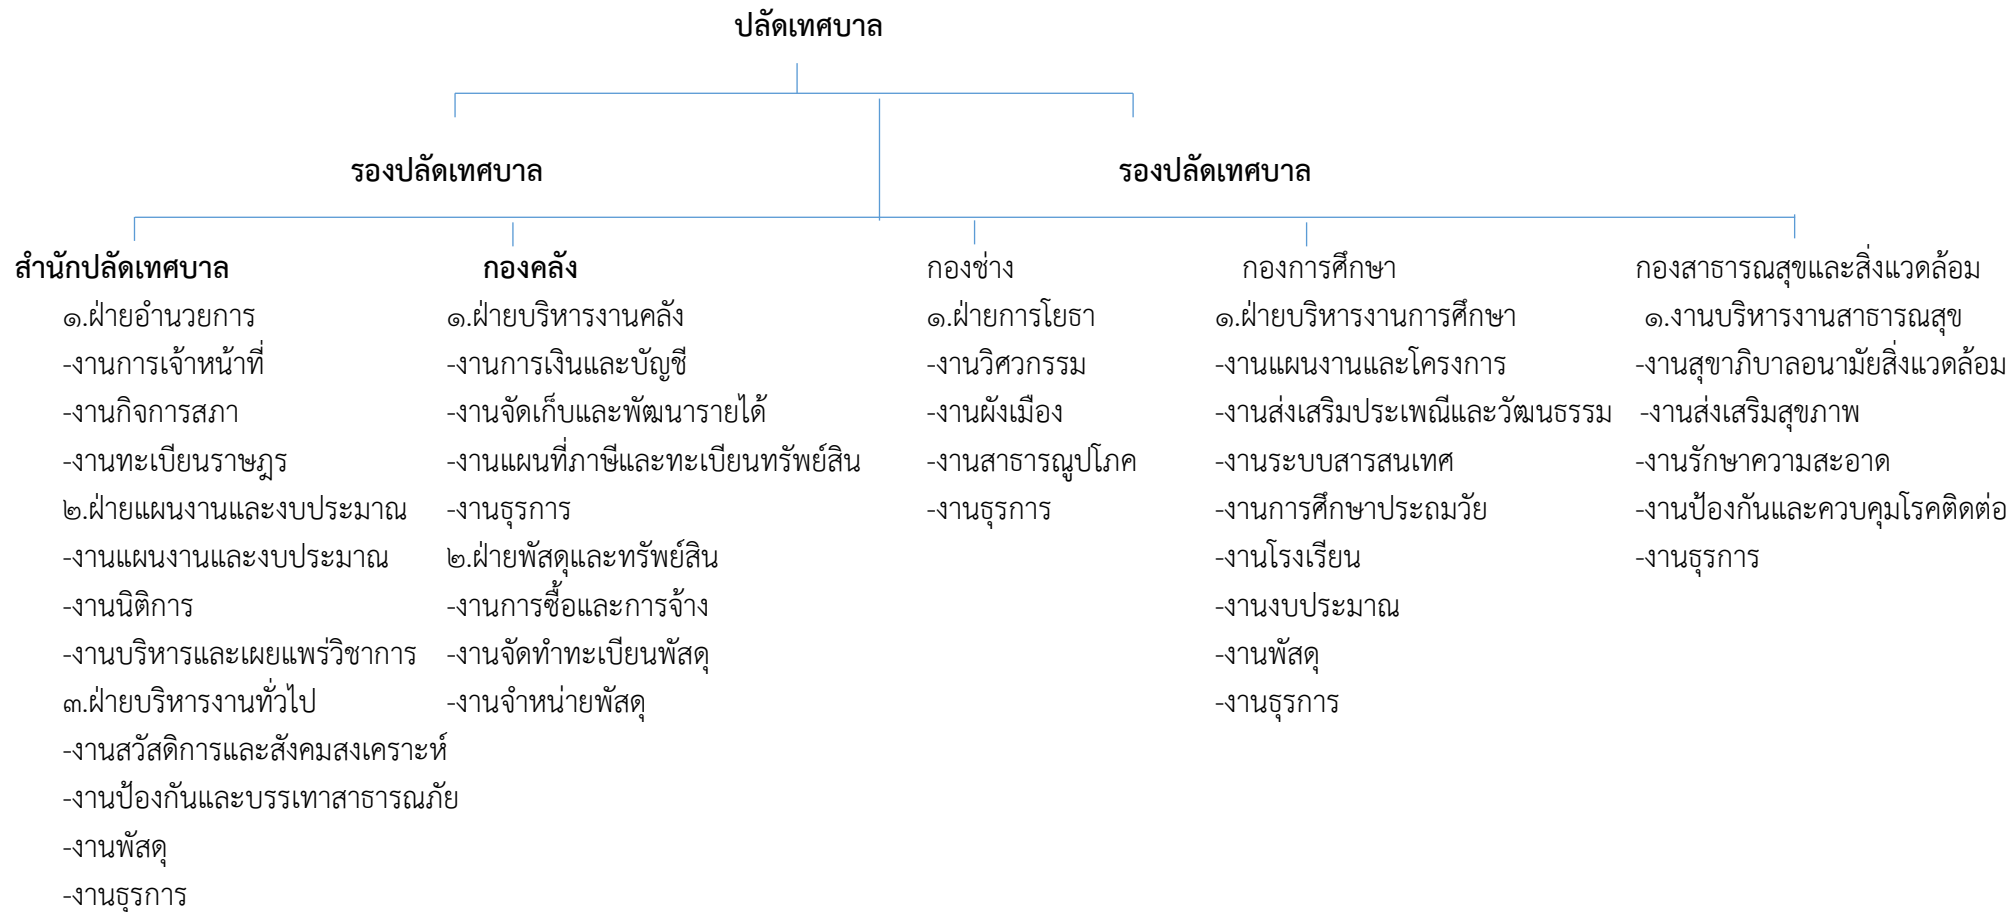 ปลัดเทศบาล
รองปลัดเทศบาล
รองปลัดเทศบาล
สำนักปลัดเทศบาล
๑.ฝ่ายอำนวยการ
-งานการเจ้าหน้าที่
-งานกิจการสภา
-งานทะเบียนราษฎร
๒.ฝ่ายแผนงานและงบประมาณ
-งานแผนงานและงบประมาณ
-งานนิติการ
-งานบริหารและเผยแพร่วิชาการ
๓.ฝ่ายบริหารงานทั่วไป
-งานสวัสดิการและสังคมสงเคราะห์
-งานป้องกันและบรรเทาสาธารณภัย
-งานพัสดุ
-งานธุรการ
กองคลัง
๑.ฝ่ายบริหารงานคลัง
-งานการเงินและบัญชี
-งานจัดเก็บและพัฒนารายได้
-งานแผนที่ภาษีและทะเบียนทรัพย์สิน
-งานธุรการ
๒.ฝ่ายพัสดุและทรัพย์สิน
-งานการซื้อและการจ้าง
-งานจัดทำทะเบียนพัสดุ
-งานจำหน่ายพัสดุ
กองช่าง
๑.ฝ่ายการโยธา
-งานวิศวกรรม
-งานผังเมือง
-งานสาธารณูปโภค
-งานธุรการ
กองการศึกษา
๑.ฝ่ายบริหารงานการศึกษา
-งานแผนงานและโครงการ
-งานส่งเสริมประเพณีและวัฒนธรรม
-งานระบบสารสนเทศ
-งานการศึกษาประถมวัย
-งานโรงเรียน
-งานงบประมาณ
-งานพัสดุ
-งานธุรการ
กองสาธารณสุขและสิ่งแวดล้อม
๑.งานบริหารงานสาธารณสุข
-งานสุขาภิบาลอนามัยสิ่งแวดล้อม
-งานส่งเสริมสุขภาพ
-งานรักษาความสะอาด
-งานป้องกันและควบคุมโรคติดต่อ
-งานธุรการ